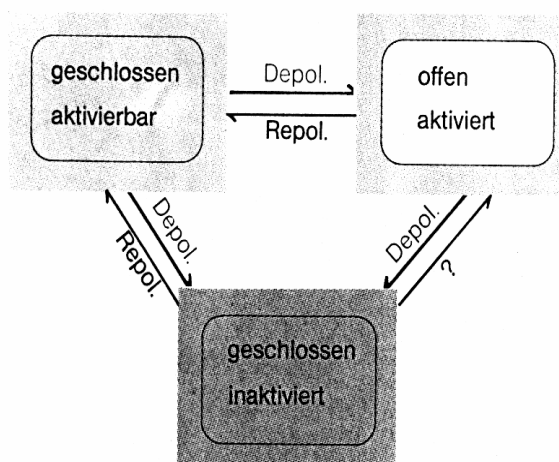 geschlossen
aktivierbar
Depol.
Repol.
offen
aktiviert
Depol.
Repol.
Depol.
?
geschlossen
inaktiviert